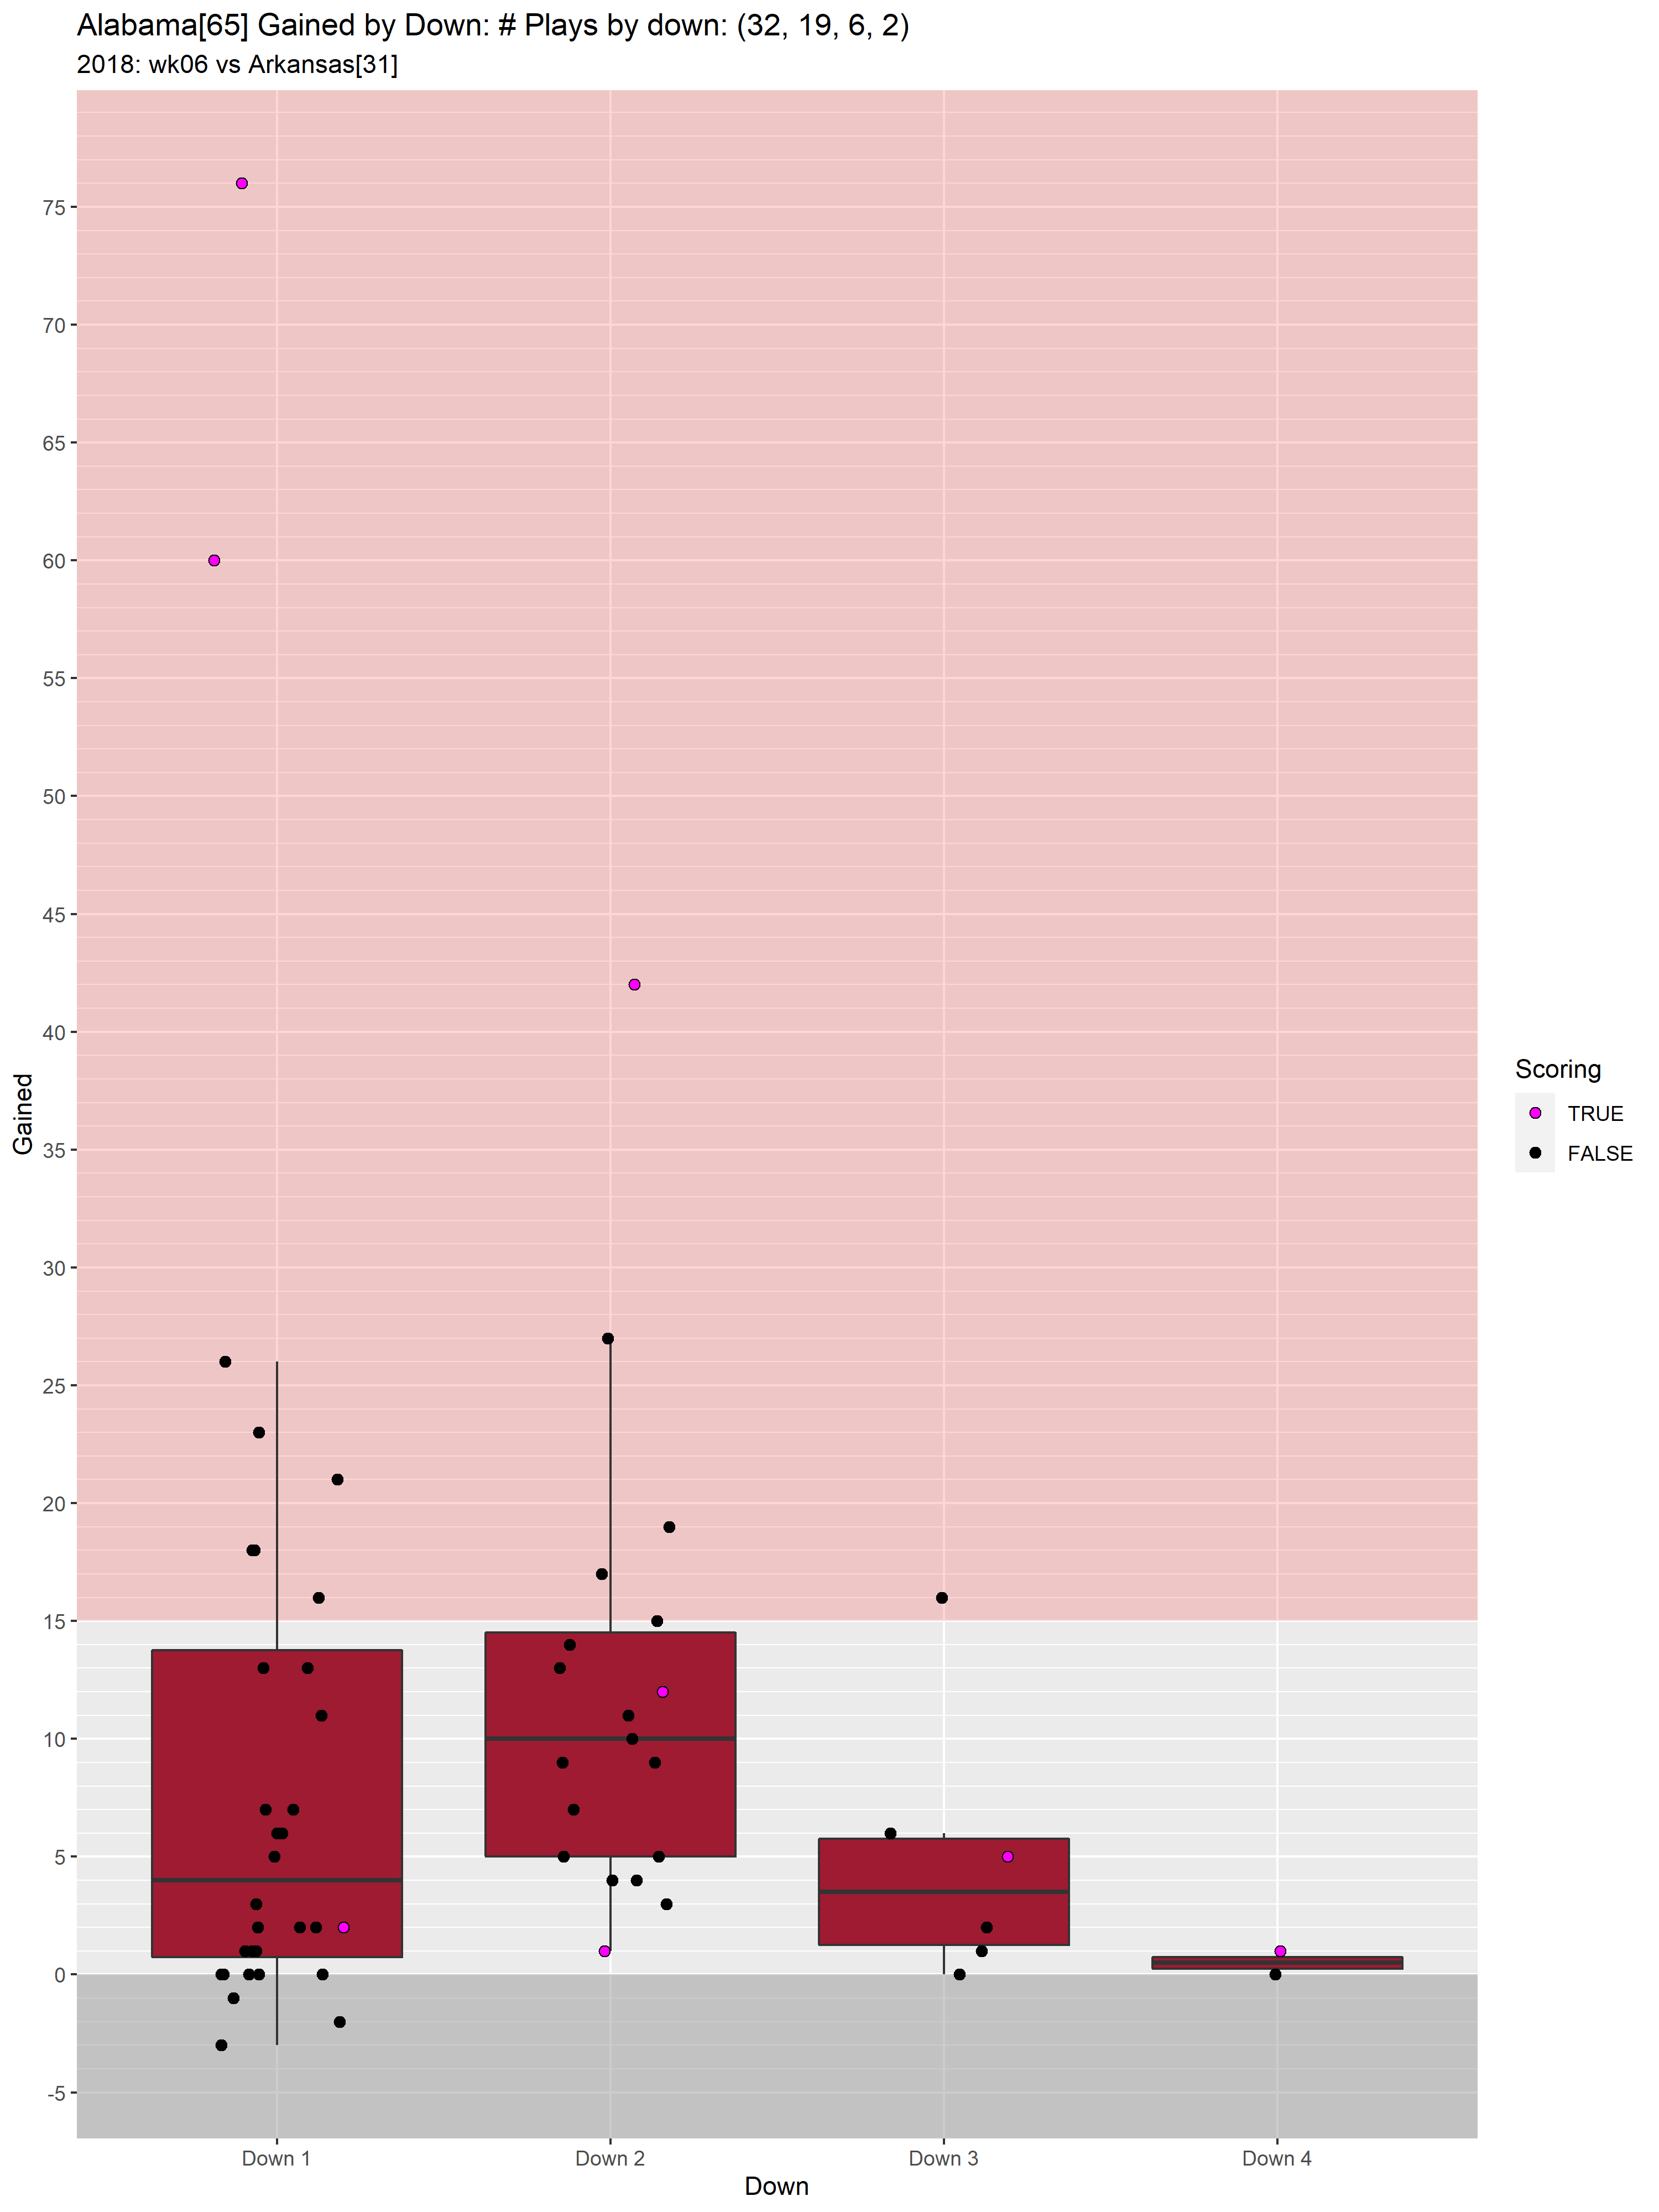 Alabama[65] Gained by Down: # Plays by down: (32, 19, 6, 2)
2018: wk06 vs Arkansas[31]
75
70
65
60
55
50
45
40
35
30
25
20
15
10
5
0
-5
Gained
Down 1 Down 2 Down 3 Down 4
Down
Scoring
TRUE
FALSE